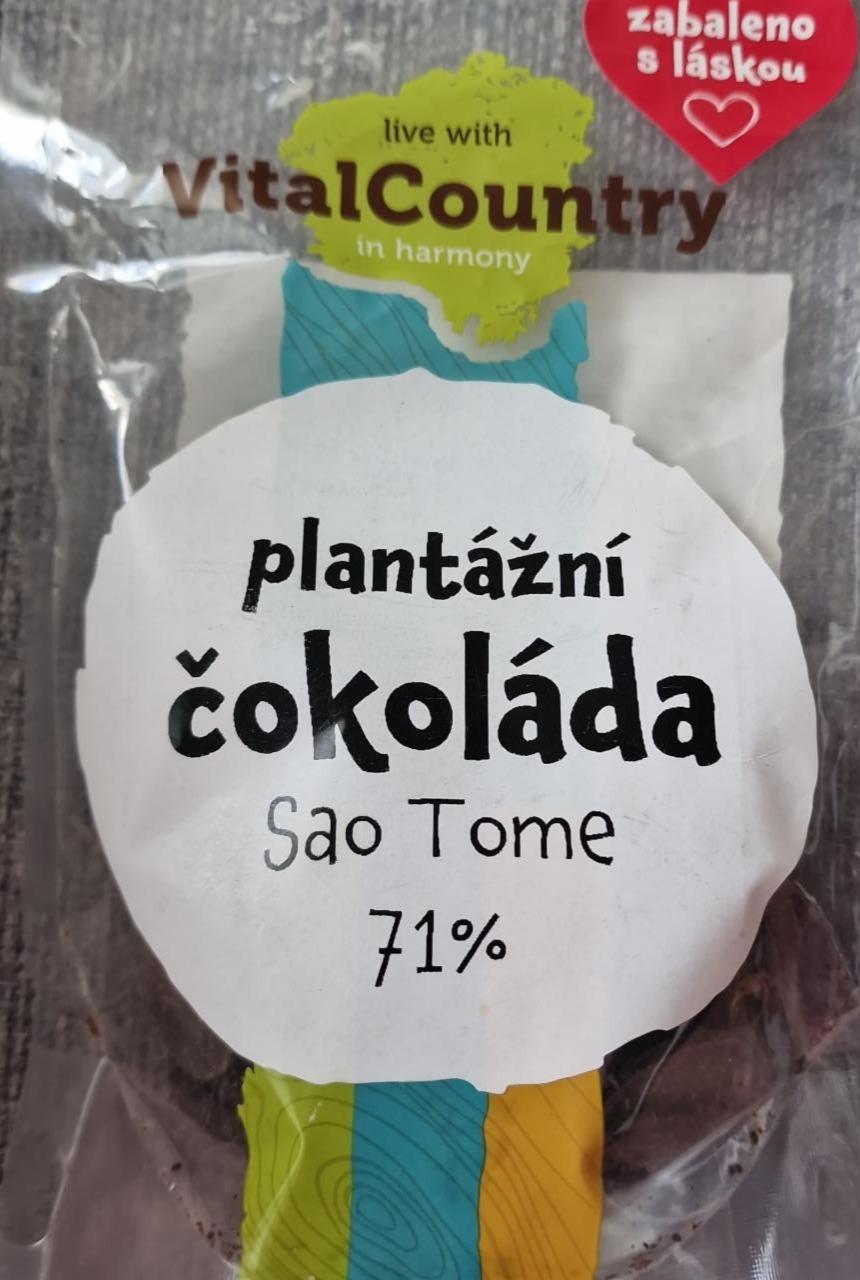 zabaleno
s láskou
live with
VitalCountry
in harmony
plantážní
čokoláda
Sao Tome
71%